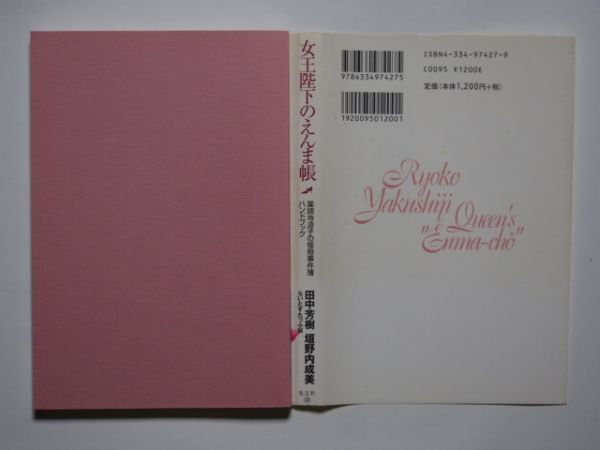 女王陛下のえんま帳
薬師寺涼子の怪奇事件簿
ハンドブック
田中芳樹 垣野内成美
らいとすたっふ編
光文社
ISBN4-334-97427-9
C0095 ¥1200E
定価(本体1,200円+税)
9784334974275
1920095012001
Ryoko
Yakushiji
Queen's
"Enma-chō"